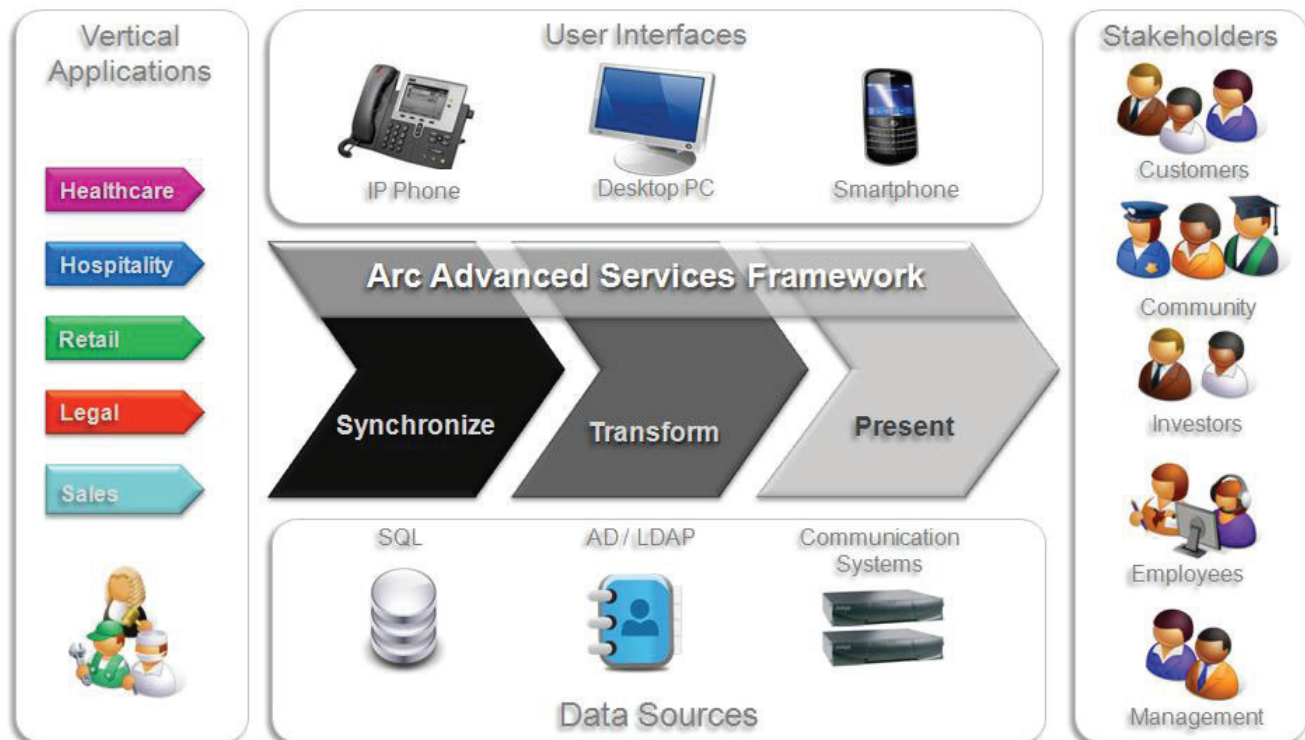 Vertical
Applications
Healthcare
Hospitality
Retail
Legal
Sales
User Interfaces
IP Phone
Desktop PC
Smartphone
Arc Advanced Services Framework
Synchronize
Transform
Present
SQL
AD / LDAP
Communication
Systems
Data Sources
Stakeholders
Customers
Community
Investors
Employees
Management